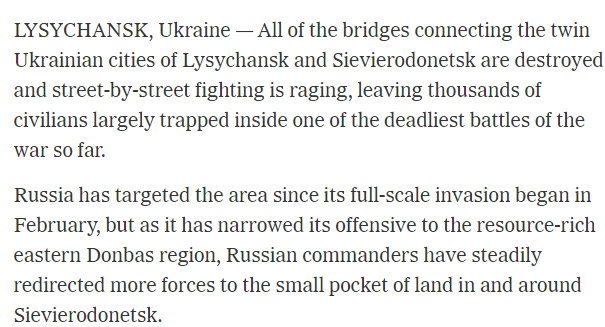 LYSYCHANSK, Ukraine — All of the bridges connecting the twin
Ukrainian cities of Lysychansk and Sievierodonetsk are destroyed
and street-by-street fighting is raging, leaving thousands of
civilians largely trapped inside one of the deadliest battles of the
war so far.
Russia has targeted the area since its full-scale invasion began in
February, but as it has narrowed its offensive to the resource-rich
eastern Donbas region, Russian commanders have steadily
redirected more forces to the small pocket of land in and around
Sievierodonetsk.